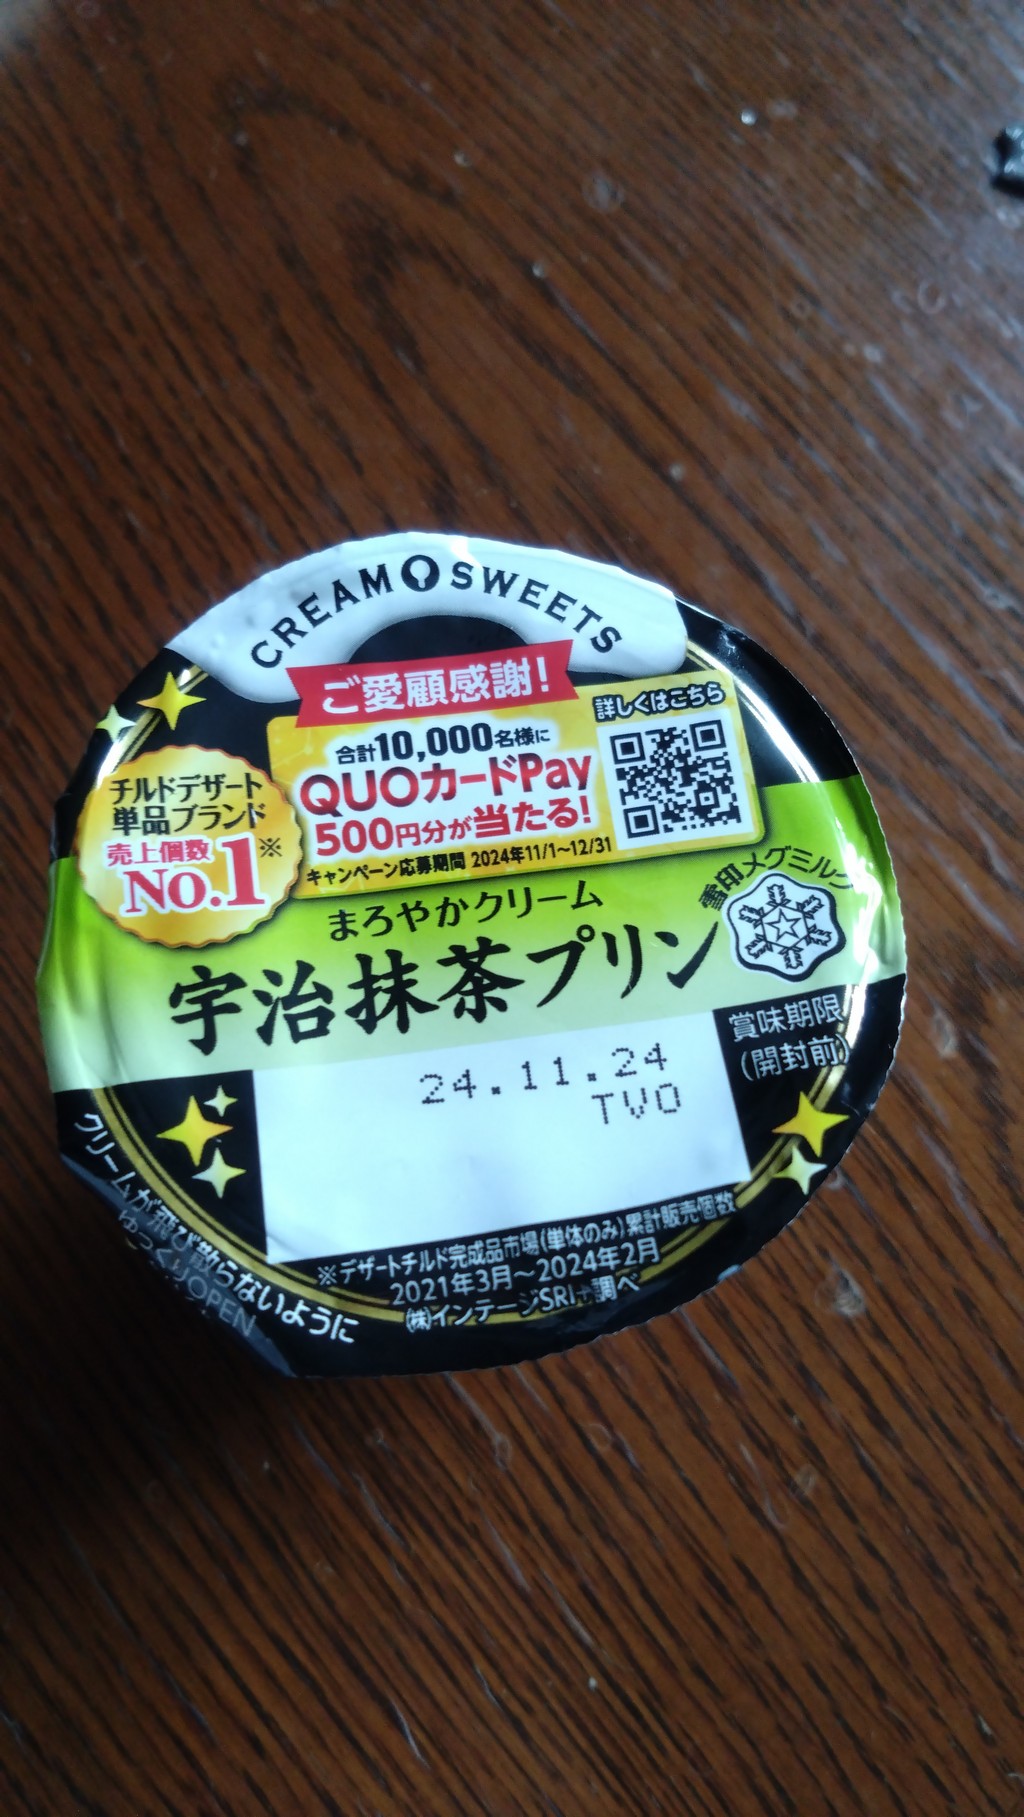 CREAM SWEETS
ご愛顧感謝!
詳しくはこちら
合計10,000名様に
QUOカードPay
500円分が当たる!
キャンペーン応募期間 2024年11/1~12/31
チルドデザート
単品ブランド
売上個数
No.1※
まろやかクリーム
宇治抹茶プリン
雪印メグミルク
賞味期限
(開封前)
24.11.24
TVO
※デザートチルド完成品市場(単体のみ)累計販売個数
2021年3月~2024年2月
㈱インテージSRI+調べ
クリームが飛び散らないように
ゆっくりOPEN